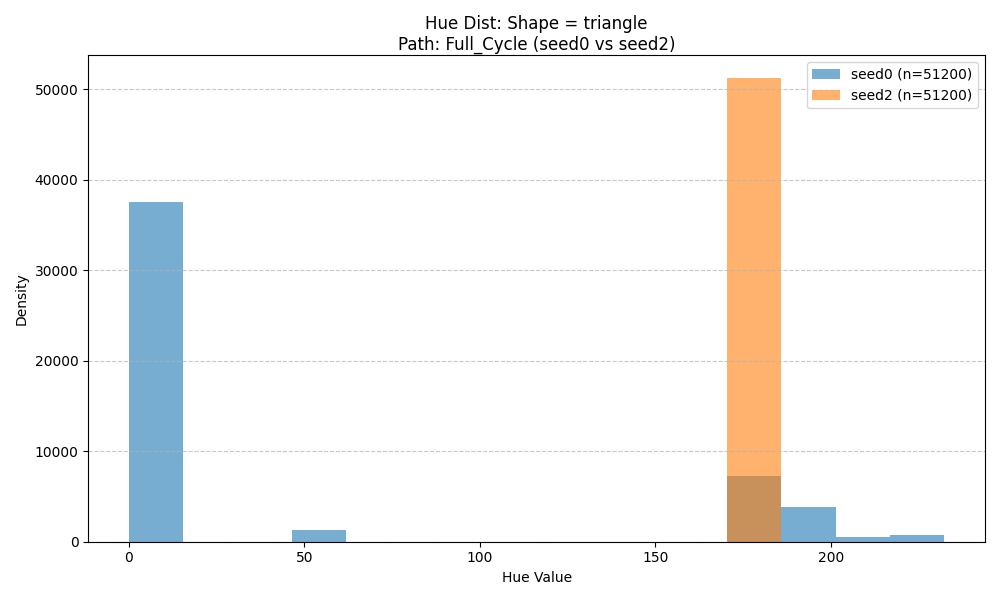 Hue Dist: Shape = triangle
Path: Full_Cycle (seed0 vs seed2)
seed0 (n=51200)
seed2 (n=51200)
Density
50000
40000
30000
20000
10000
0
0 50 100 150 200
Hue Value